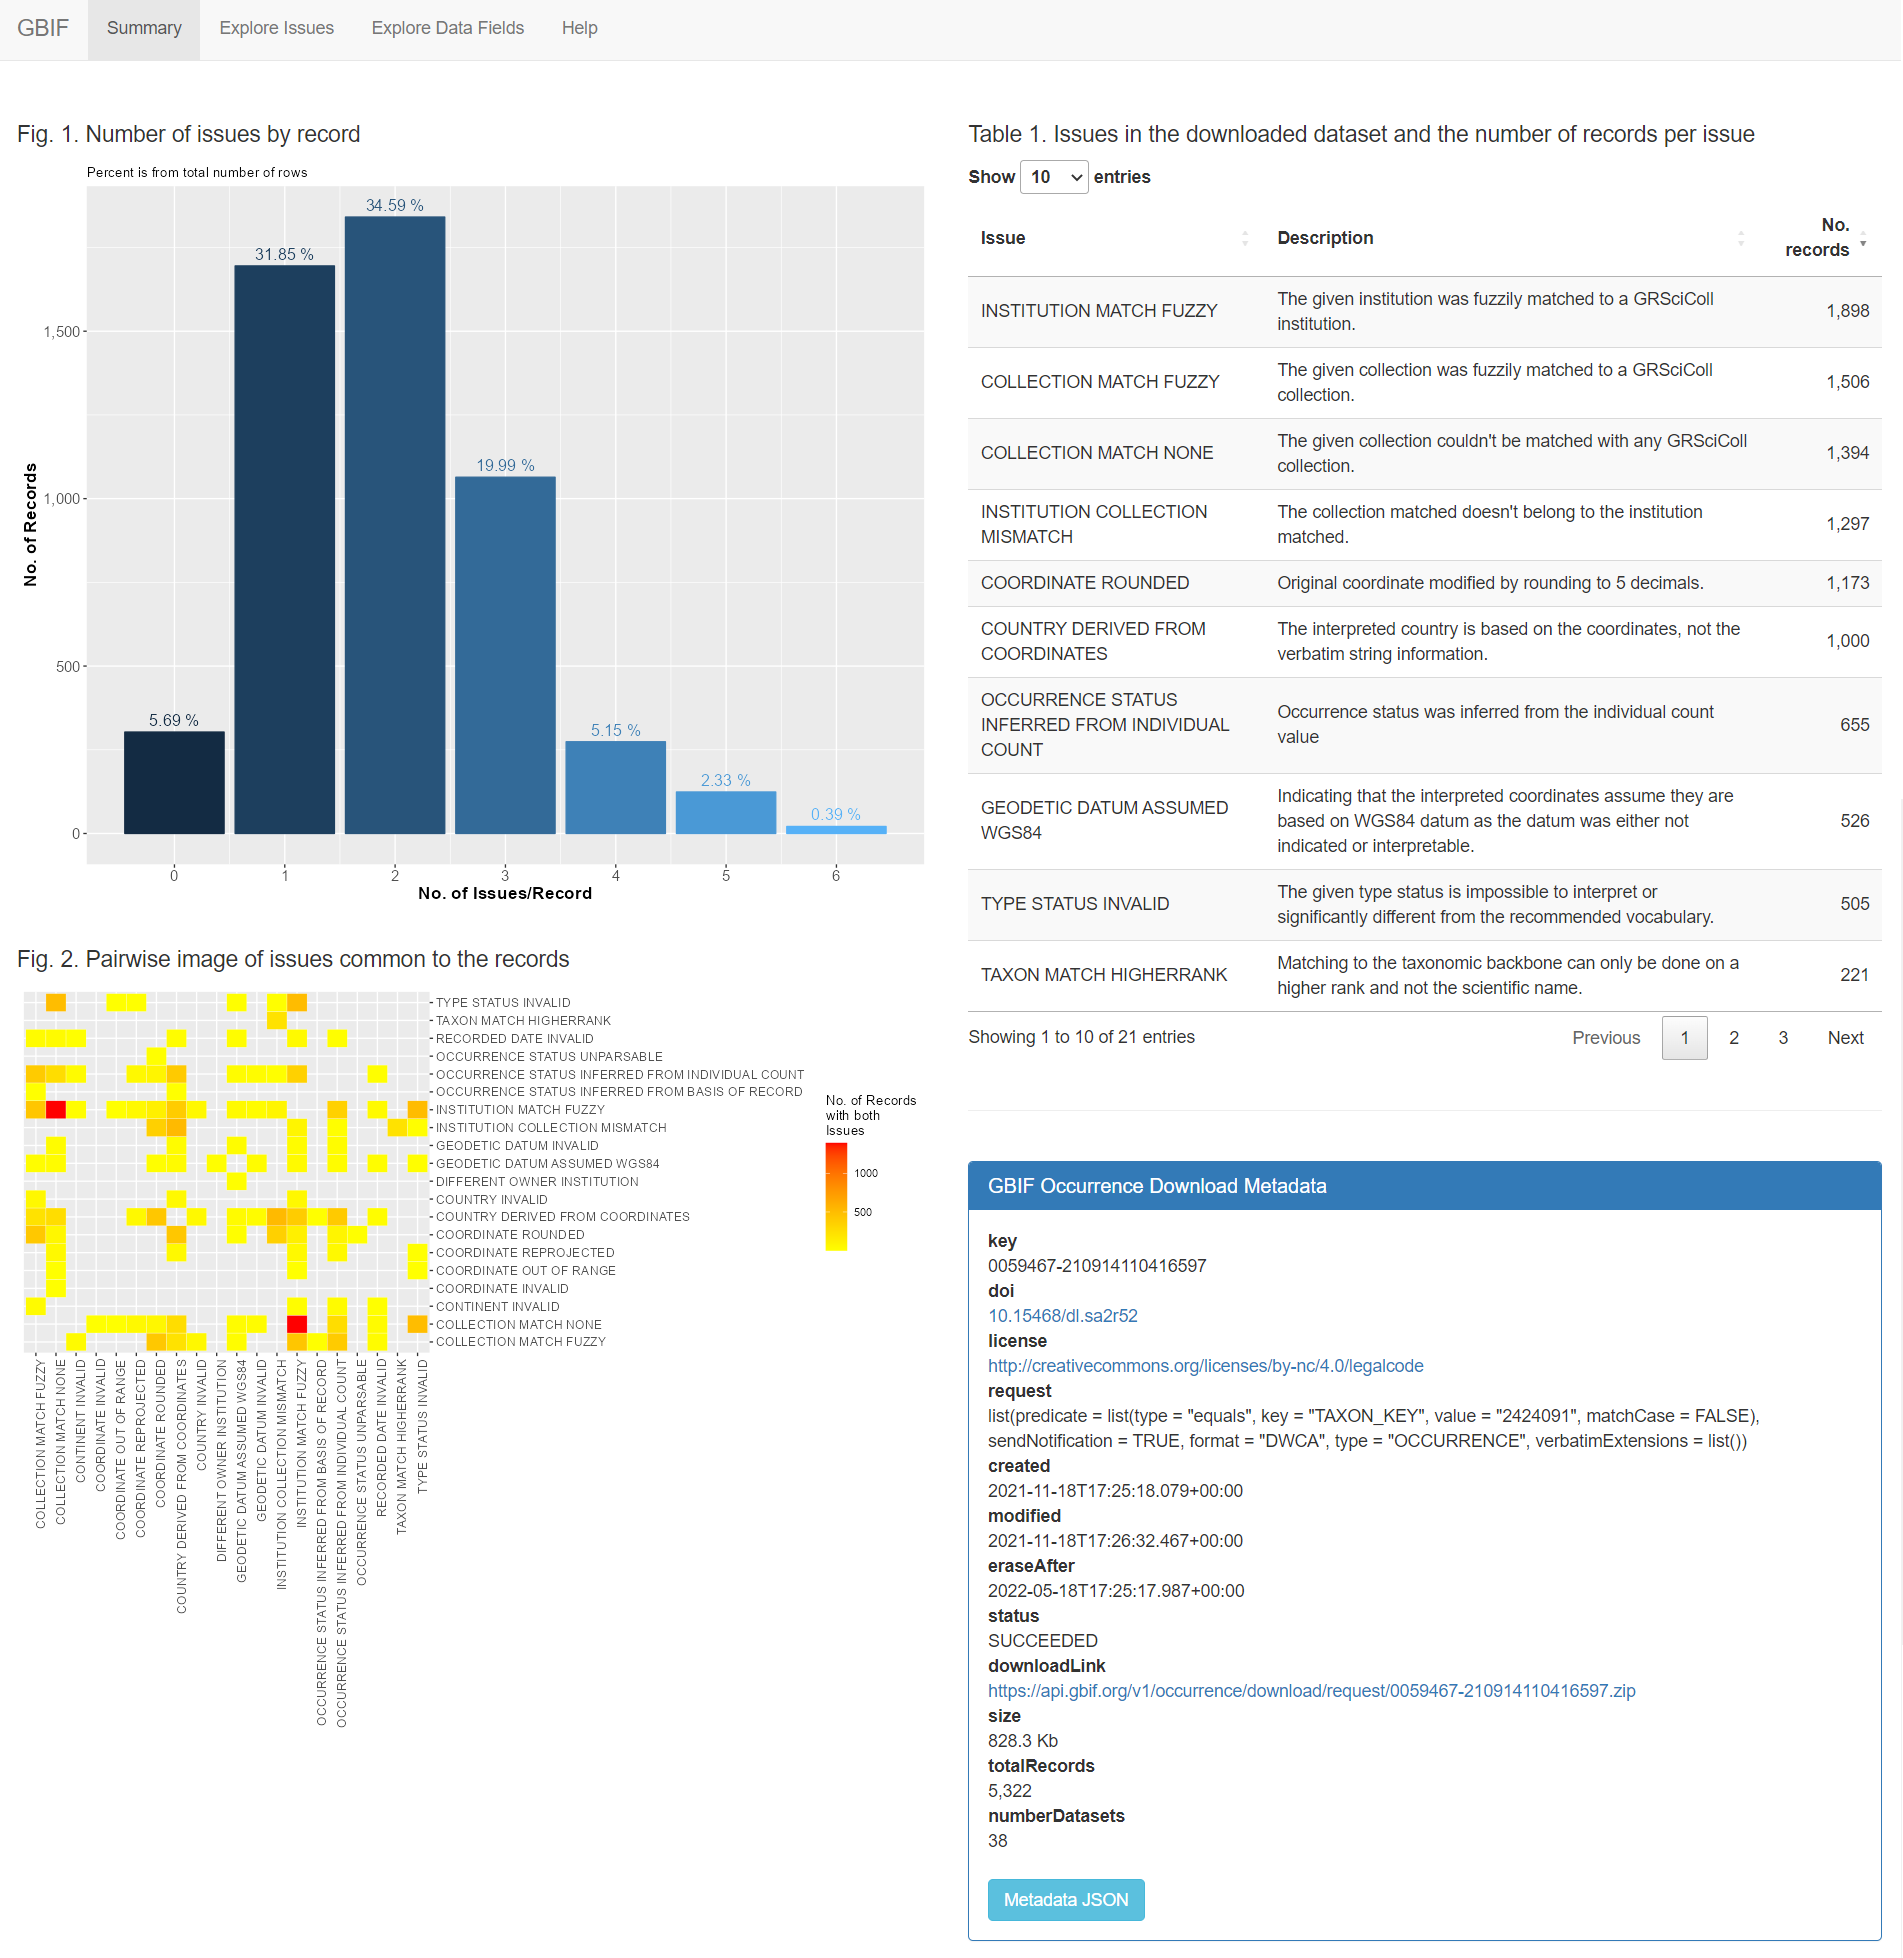 GBIF Summary Explore Issues Explore Data Fields Help
Fig. 1. Number of issues by record
Percent is from total number of rows
34.59 %
31.85 %
19.99 %
5.69 %
5.15 %
2.33 %
0.39 %
1,500
1,000
500
0
No. of Records
0 1 2 3 4 5 6
No. of Issues/Record
Fig. 2. Pairwise image of issues common to the records
TYPE STATUS INVALID
TAXON MATCH HIGHERRANK
RECORDED DATE INVALID
OCCURRENCE STATUS UNPARSABLE
OCCURRENCE STATUS INFERRED FROM INDIVIDUAL COUNT
OCCURRENCE STATUS INFERRED FROM BASIS OF RECORD
INSTITUTION MATCH FUZZY
INSTITUTION COLLECTION MISMATCH
GEODETIC DATUM INVALID
GEODETIC DATUM ASSUMED WGS84
DIFFERENT OWNER INSTITUTION
COUNTRY INVALID
COUNTRY DERIVED FROM COORDINATES
COORDINATE ROUNDED
COORDINATE REPROJECTED
COORDINATE OUT OF RANGE
COORDINATE INVALID
CONTINENT INVALID
COLLECTION MATCH NONE
COLLECTION MATCH FUZZY
COLLECTION MATCH FUZZY
COLLECTION MATCH NONE
CONTINENT INVALID
COORDINATE INVALID
COORDINATE OUT OF RANGE
COORDINATE REPROJECTED
COORDINATE ROUNDED
COUNTRY DERIVED FROM COORDINATES
COUNTRY INVALID
DIFFERENT OWNER INSTITUTION
GEODETIC DATUM ASSUMED WGS84
GEODETIC DATUM INVALID
INSTITUTION COLLECTION MISMATCH
INSTITUTION MATCH FUZZY
OCCURRENCE STATUS INFERRED FROM BASIS OF RECORD
OCCURRENCE STATUS INFERRED FROM INDIVIDUAL COUNT
OCCURRENCE STATUS UNPARSABLE
RECORDED DATE INVALID
TAXON MATCH HIGHERRANK
TYPE STATUS INVALID
No. of Records
with both
Issues
1000
500
Table 1. Issues in the downloaded dataset and the number of records per issue
Show 10 entries
Issue Description No.
records
INSTITUTION MATCH FUZZY The given institution was fuzzily matched to a GRSciColl 1,898
institution.
COLLECTION MATCH FUZZY The given collection was fuzzily matched to a GRSciColl 1,506
collection.
COLLECTION MATCH NONE The given collection couldn't be matched with any GRSciColl 1,394
collection.
INSTITUTION COLLECTION The collection matched doesn't belong to the institution 1,297
MISMATCH matched.
COORDINATE ROUNDED Original coordinate modified by rounding to 5 decimals. 1,173
COUNTRY DERIVED FROM The interpreted country is based on the coordinates, not the 1,000
COORDINATES verbatim string information.
OCCURRENCE STATUS
INFERRED FROM INDIVIDUAL Occurrence status was inferred from the individual count 655
COUNT value
GEODETIC DATUM ASSUMED Indicating that the interpreted coordinates assume they are
WGS84 based on WGS84 datum as the datum was either not 526
indicated or interpretable.
TYPE STATUS INVALID The given type status is impossible to interpret or 505
significantly different from the recommended vocabulary.
TAXON MATCH HIGHERRANK Matching to the taxonomic backbone can only be done on a 221
higher rank and not the scientific name.
Showing 1 to 10 of 21 entries Previous 1 2 3 Next
GBIF Occurrence Download Metadata
key
0059467-210914110416597
doi
10.15468/dl.sa2r52
license
http://creativecommons.org/licenses/by-nc/4.0/legalcode
request
list(predicate = list(type = "equals", key = "TAXON_KEY", value = "2424091", matchCase = FALSE),
sendNotification = TRUE, format = "DWCA", type = "OCCURRENCE", verbatimExtensions = list())
created
2021-11-18T17:25:18.079+00:00
modified
2021-11-18T17:26:32.467+00:00
eraseAfter
2022-05-18T17:25:17.987+00:00
status
SUCCEEDED
downloadLink
https://api.gbif.org/v1/occurrence/download/request/0059467-210914110416597.zip
size
828.3 Kb
totalRecords
5,322
numberDatasets
38
Metadata JSON